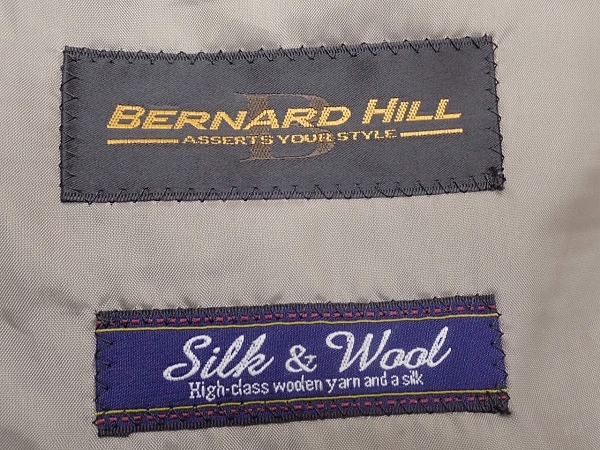 BERNARD HILL
B
ASSERTS YOUR STYLE
Silk & Wool
High-class woolen yarn and a silk